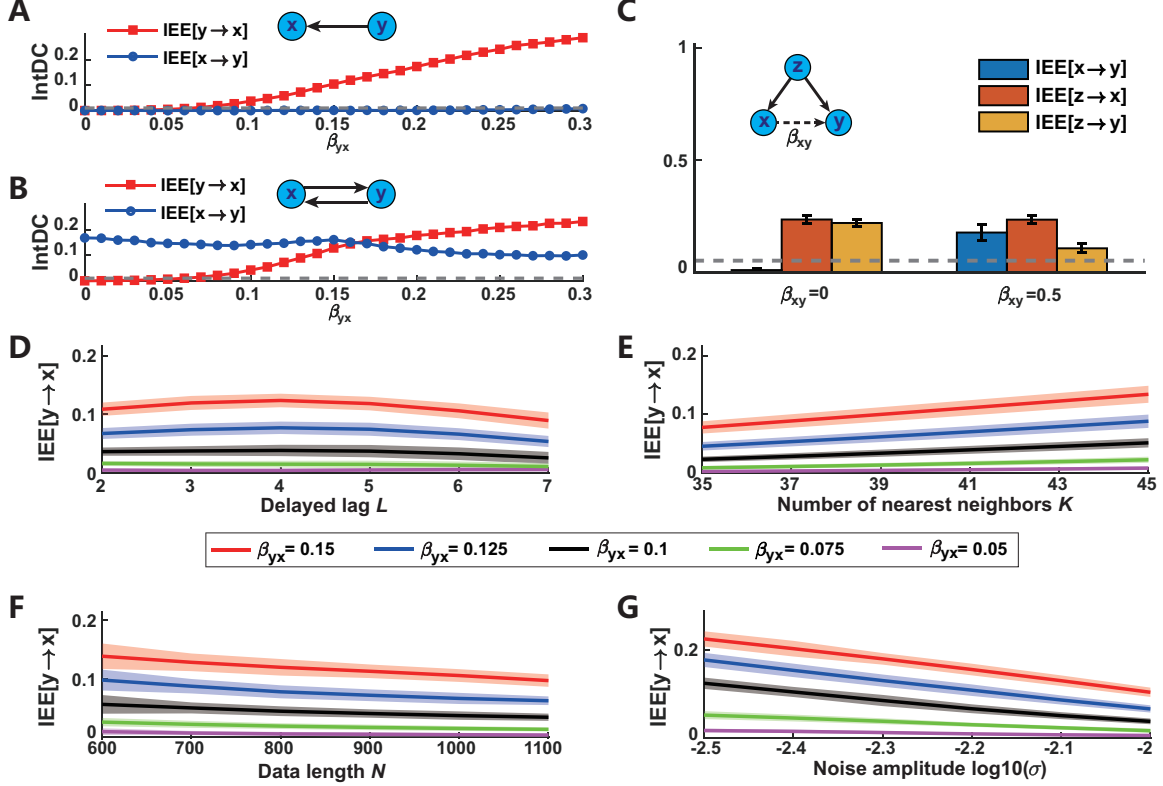 A
IEE[y→x]
IEE[x→y]
x
y
IntDC
0.2
0.1
0
0 0.05 0.1 0.15 0.2 0.25 0.3
βyx
B
IEE[y→x]
IEE[x→y]
x
y
IntDC
0.2
0.1
0
0 0.05 0.1 0.15 0.2 0.25 0.3
βyx
C
1
0.5
0
z
x
y
βxy
IEE[x→y]
IEE[z→x]
IEE[z→y]
βxy=0 βxy=0.5
D
IEE[y→x]
0.2
0.1
0
2 3 4 5 6 7
Delayed lag L
E
IEE[y→x]
0.2
0.1
0
35 37 39 41 43 45
Number of nearest neighbors K
βyx= 0.15 βyx= 0.125 βyx= 0.1 βyx= 0.075 βyx= 0.05
F
IEE[y→x]
0.2
0.1
0
600 700 800 900 1000 1100
Data length N
G
IEE[y→x]
0.2
0.1
0
-2.5 -2.4 -2.3 -2.2 -2.1 -2
Noise amplitude log10(σ)